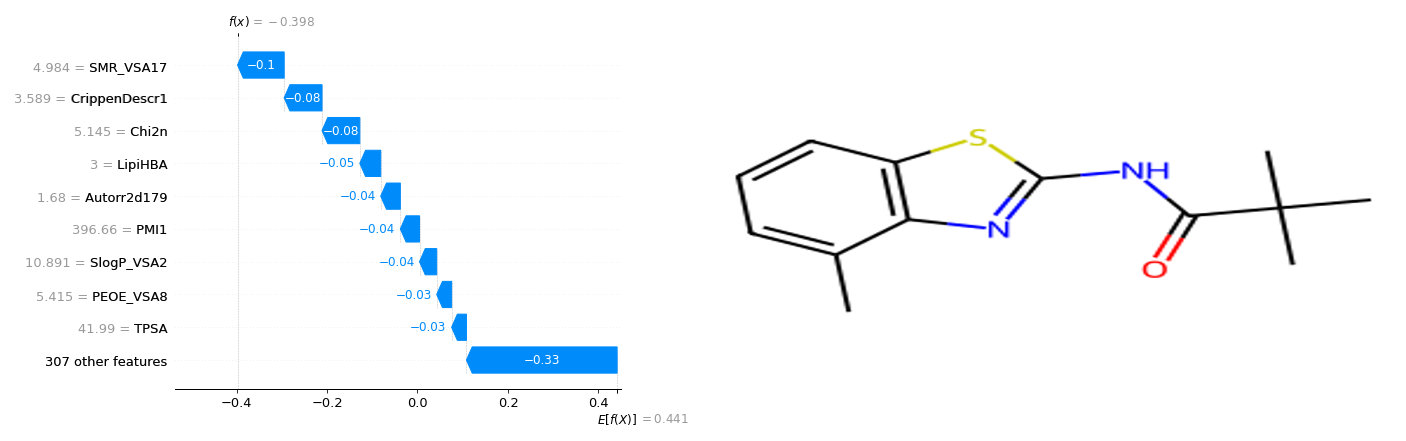 f(x) = −0.398
4.984 = SMR_VSA17
−0.1
3.589 = CrippenDescr1
−0.08
5.145 = Chi2n
−0.08
3 = LipiHBA
−0.05
1.68 = Autorr2d179
−0.04
396.66 = PMI1
−0.04
10.891 = SlogP_VSA2
−0.04
5.415 = PEOE_VSA8
−0.03
41.99 = TPSA
−0.03
307 other features
−0.33
−0.4 −0.2 0.0 0.2 0.4
E[f(X)] = 0.441
S
NH
N
O